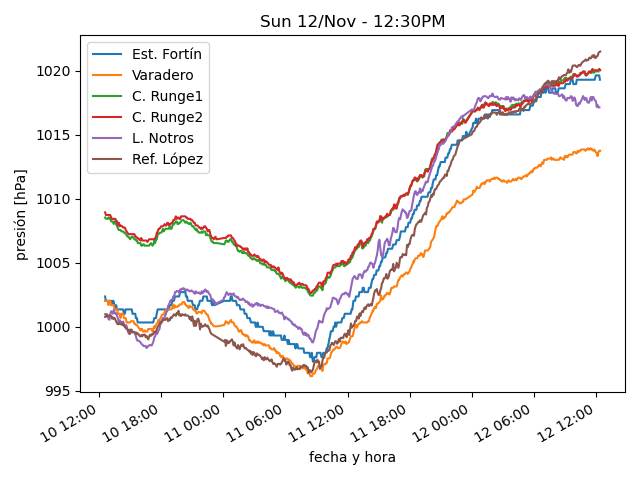 Sun 12/Nov - 12:30PM
Est. Fortín
Varadero
C. Runge1
C. Runge2
L. Notros
Ref. López
presión [hPa]
1020
1015
1010
1005
1000
995
10 12:00
10 18:00
11 00:00
11 06:00
11 12:00
11 18:00
12 00:00
12 06:00
12 12:00
fecha y hora